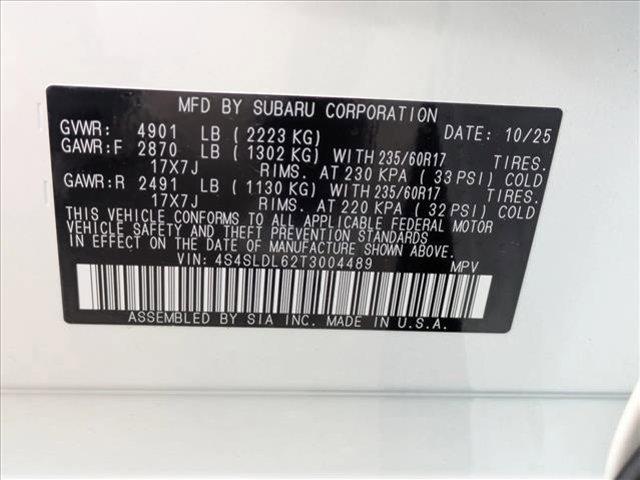 MFD BY SUBARU CORPORATION
GVWR: 4901 LB (2223 KG) DATE: 10/25
GAWR:F 2870 LB (1302 KG) WITH 235/60R17 TIRES.
17X7J RIMS. AT 230 KPA (33 PSI) COLD
GAWR:R 2491 LB (1130 KG) WITH 235/60R17 TIRES.
17X7J RIMS. AT 220 KPA (32 PSI) COLD
THIS VEHICLE CONFORMS TO ALL APPLICABLE FEDERAL MOTOR
VEHICLE SAFETY AND THEFT PREVENTION STANDARDS
IN EFFECT ON THE DATE OF MANUFACTURE SHOWN ABOVE.
VIN: 4S4SLDL62T3004489 MPV
ASSEMBLED BY SIA INC. MADE IN U.S.A.